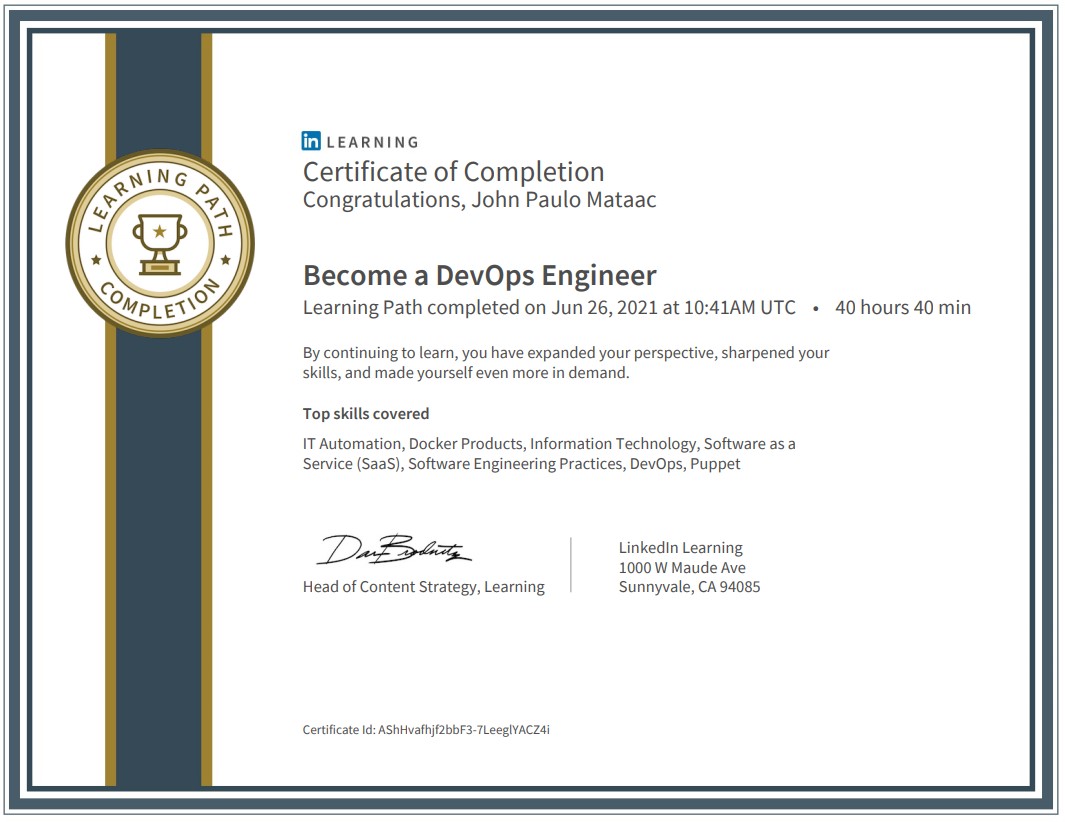 LEARNING PATH
COMPLETION
in LEARNING
Certificate of Completion
Congratulations, John Paulo Mataac
Become a DevOps Engineer
Learning Path completed on Jun 26, 2021 at 10:41AM UTC • 40 hours 40 min
By continuing to learn, you have expanded your perspective, sharpened your
skills, and made yourself even more in demand.
Top skills covered
IT Automation, Docker Products, Information Technology, Software as a
Service (SaaS), Software Engineering Practices, DevOps, Puppet
Head of Content Strategy, Learning
LinkedIn Learning
1000 W Maude Ave
Sunnyvale, CA 94085
Certificate Id: AShHvafhjf2bbF3-7LeeglYACZ4i